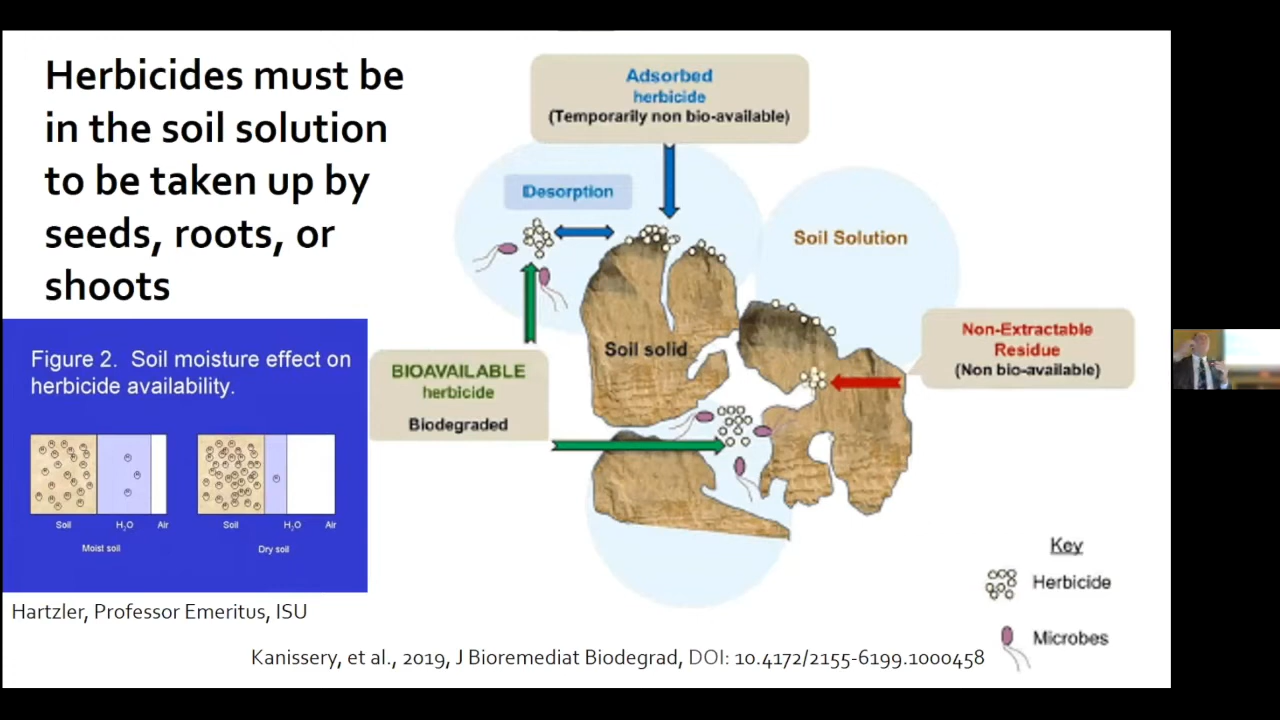 Herbicides must be
in the soil solution
to be taken up by
seeds, roots, or
shoots
Adsorbed
herbicide
(Temporarily non bio-available)
Desorption
Soil Solution
Soil solid
Non-Extractable
Residue
(Non bio-available)
BIOAVAILABLE
herbicide
Biodegraded
Figure 2. Soil moisture effect on
herbicide availability.
Soil H₂O Air
Moist soil
Soil H₂O Air
Dry soil
Key
Herbicide
Microbes
Hartzler, Professor Emeritus, ISU
Kanissery, et al., 2019, J Bioremediat Biodegrad, DOI: 10.4172/2155-6199.1000458